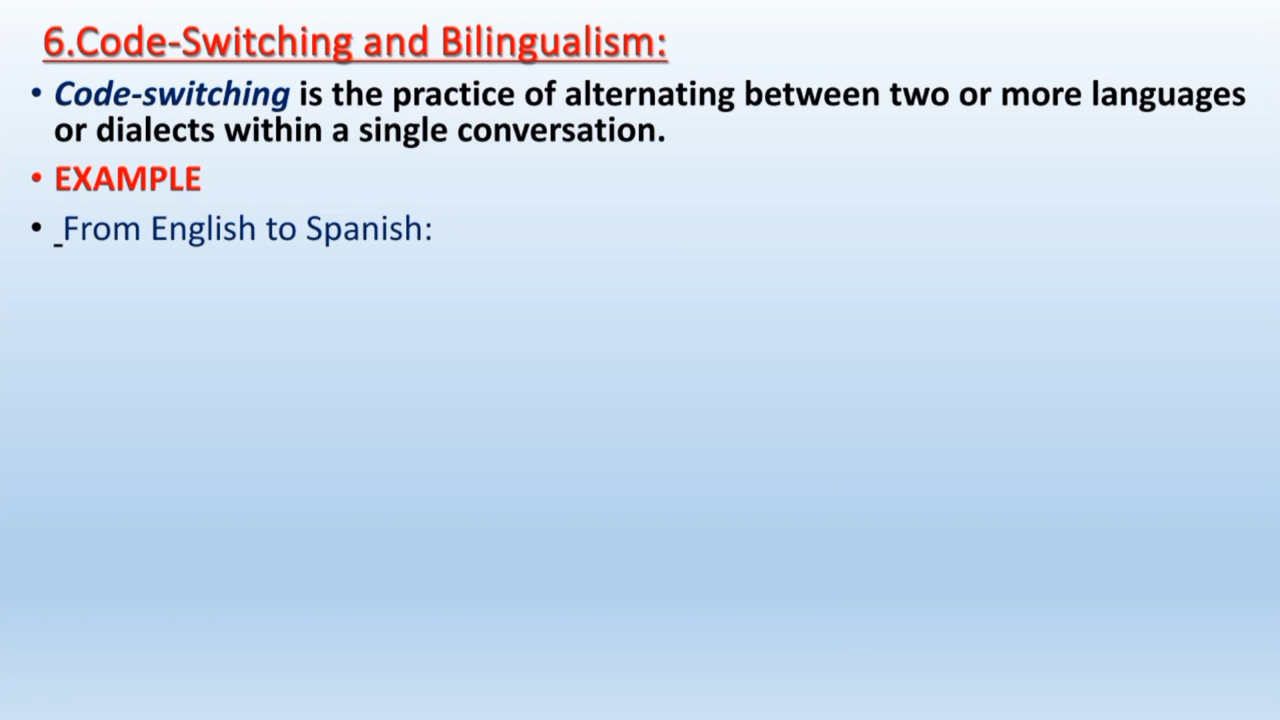 6.Code-Switching and Bilingualism:
• Code-switching is the practice of alternating between two or more languages
or dialects within a single conversation.
• EXAMPLE
• From English to Spanish: